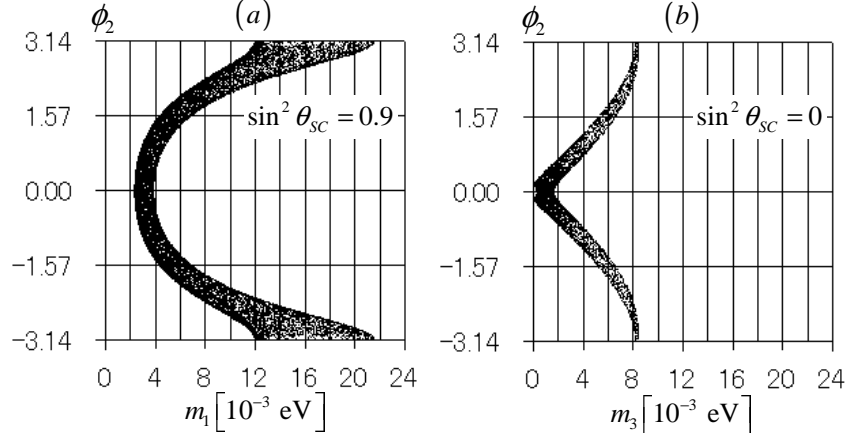 ϕ₂ (a)
3.14
1.57
0.00
−1.57
−3.14
sin² θ_SC = 0.9
0 4 8 12 16 20 24
m₁[10⁻³ eV]
ϕ₂ (b)
3.14
1.57
0.00
−1.57
−3.14
sin² θ_SC = 0
0 4 8 12 16 20 24
m₃[10⁻³ eV]